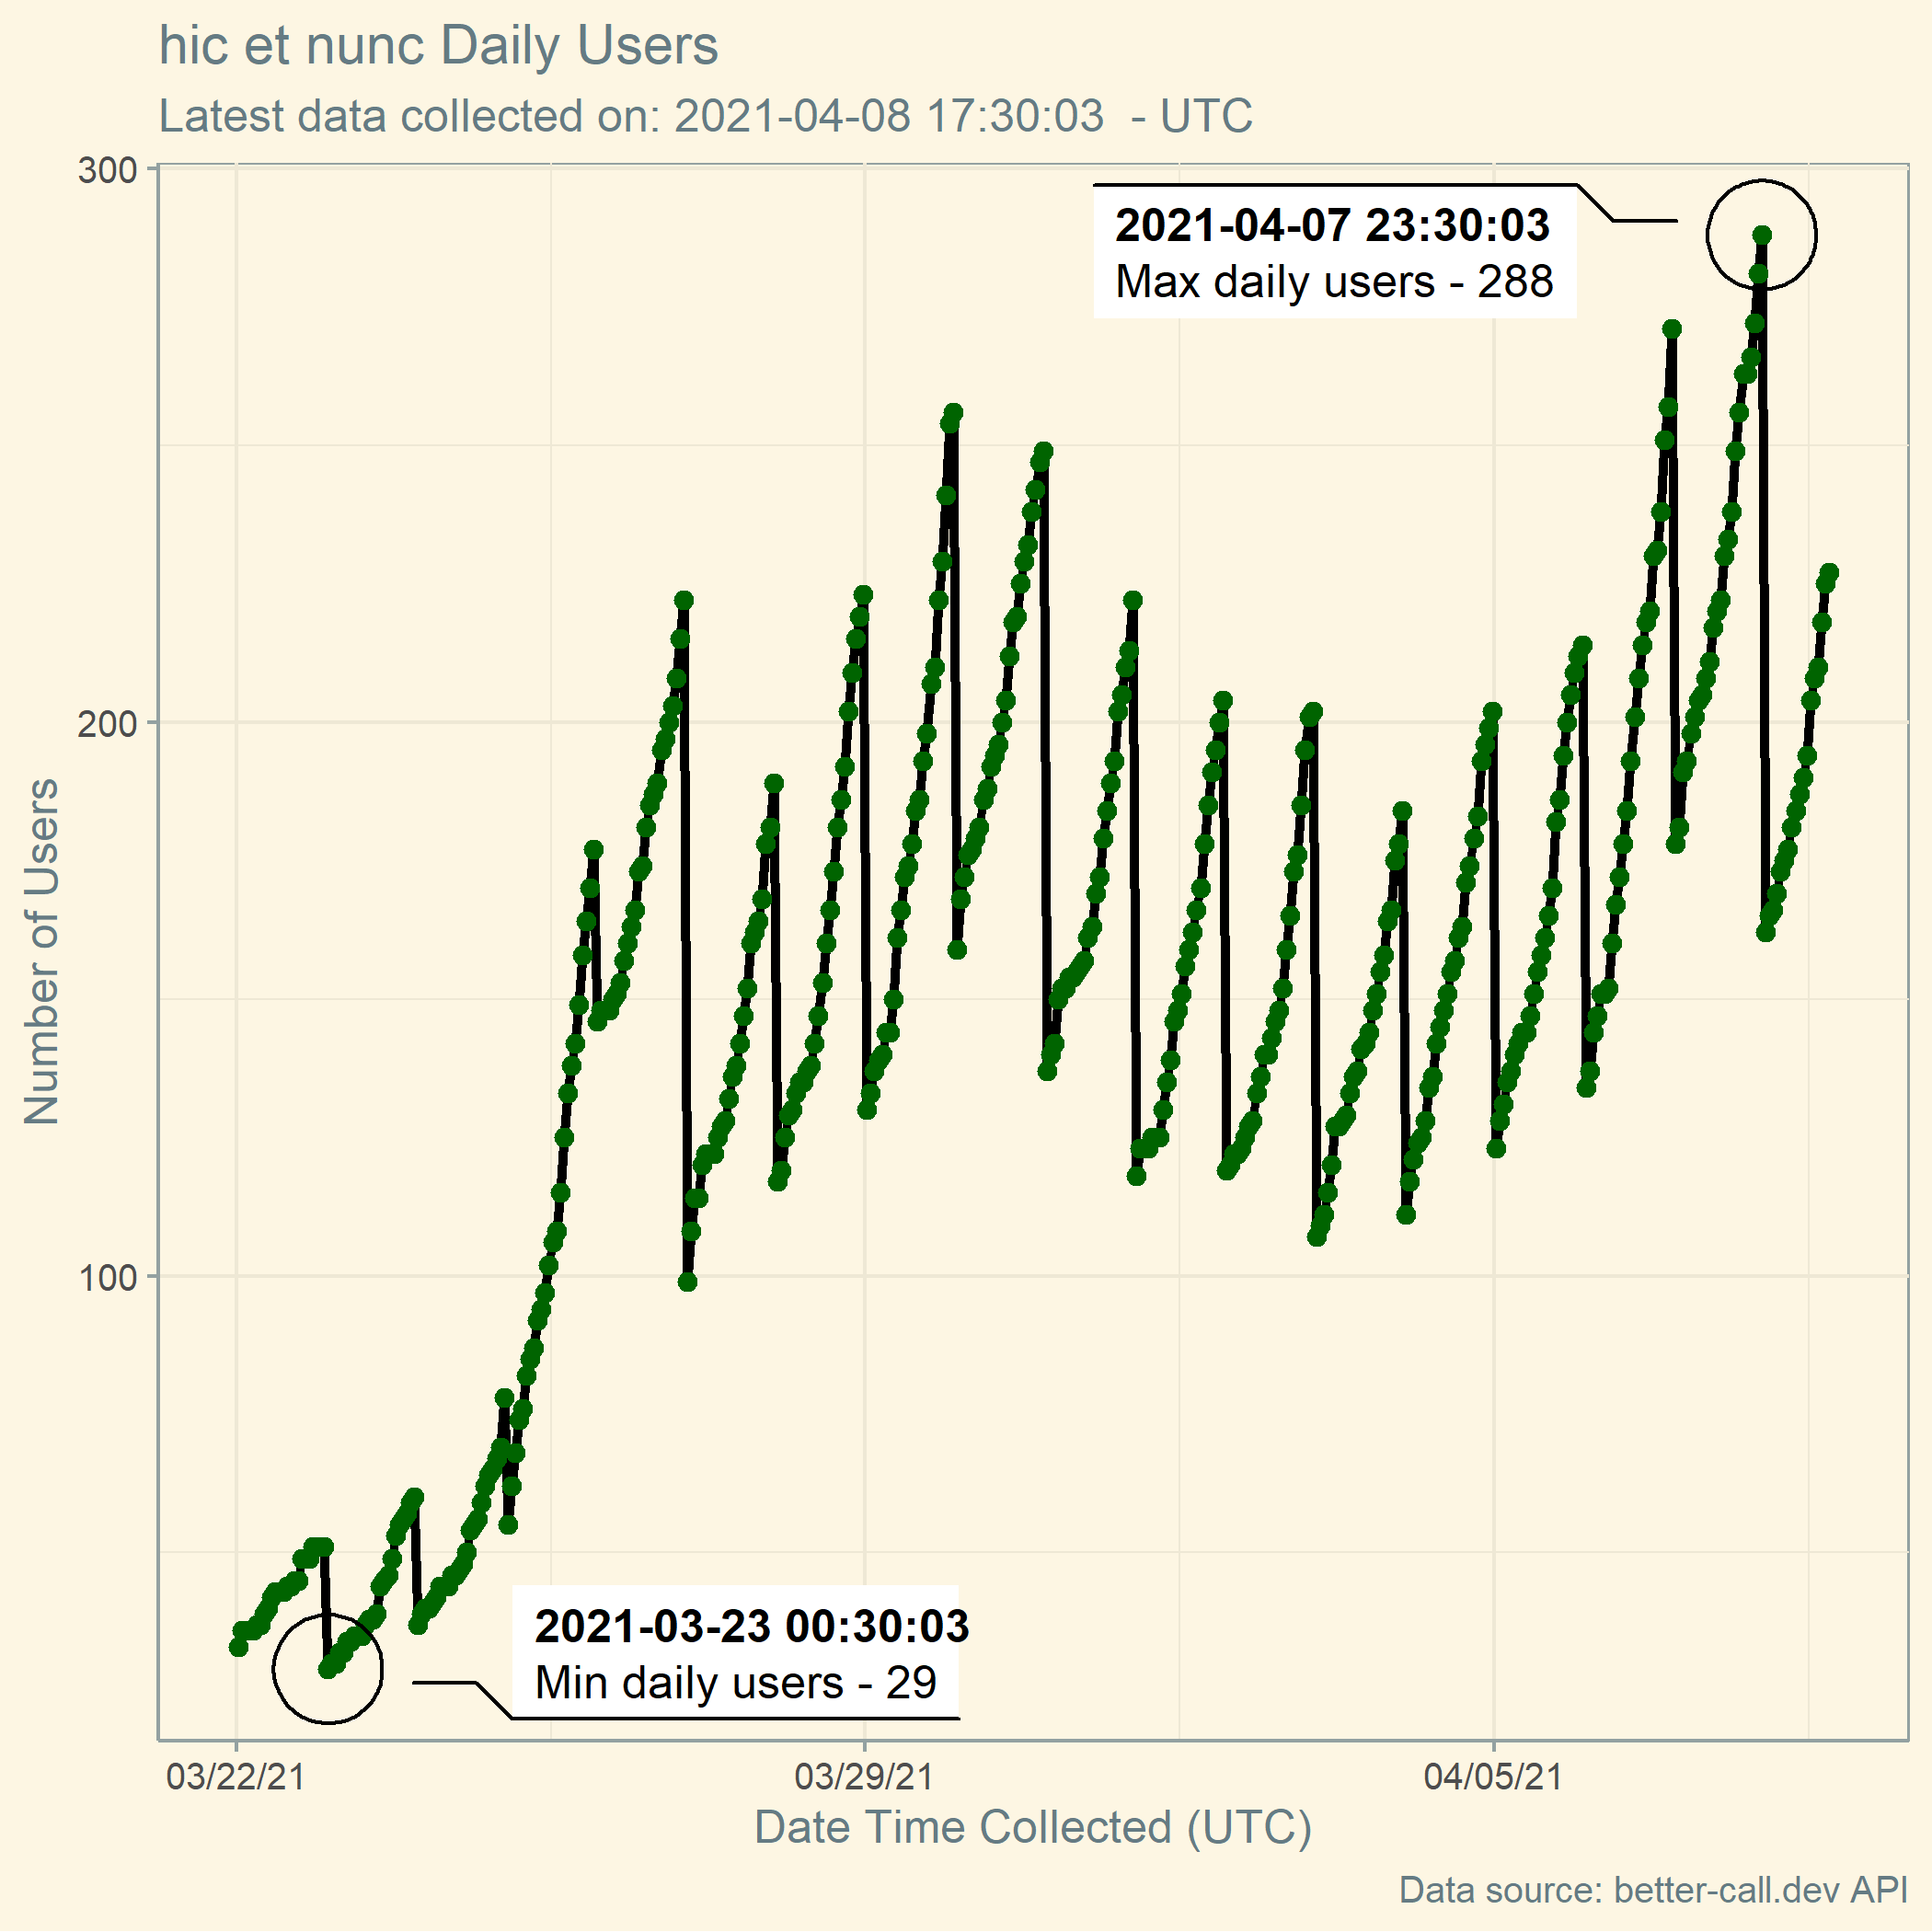 hic et nunc Daily Users
Latest data collected on: 2021-04-08 17:30:03  - UTC
300
2021-04-07 23:30:03
Max daily users - 288
200
Number of Users
100
2021-03-23 00:30:03
Min daily users - 29
03/22/21
03/29/21
04/05/21
Date Time Collected (UTC)
Data source: better-call.dev API